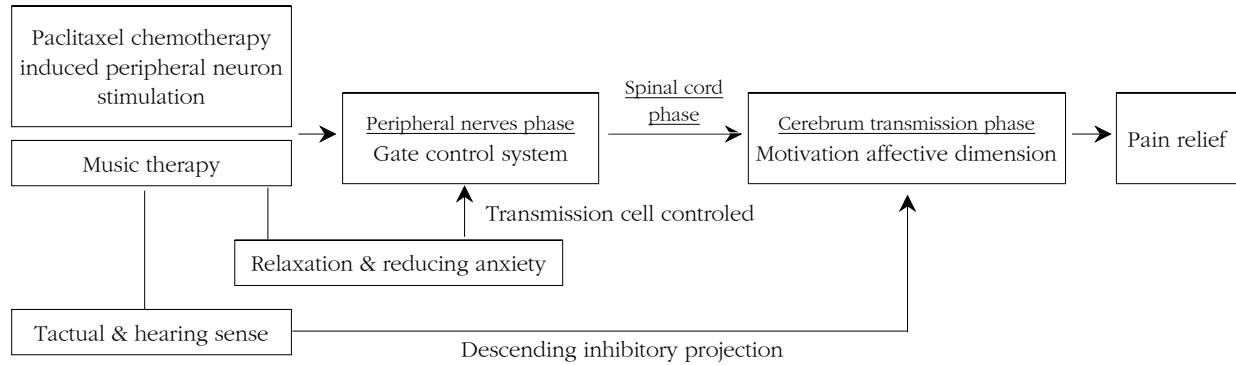 Paclitaxel chemotherapy
induced peripheral neuron
stimulation
Music therapy
Peripheral nerves phase
Gate control system
Spinal cord
phase
Cerebrum transmission phase
Motivation affective dimension
Pain relief
Transmission cell controled
Relaxation & reducing anxiety
Tactual & hearing sense
Descending inhibitory projection